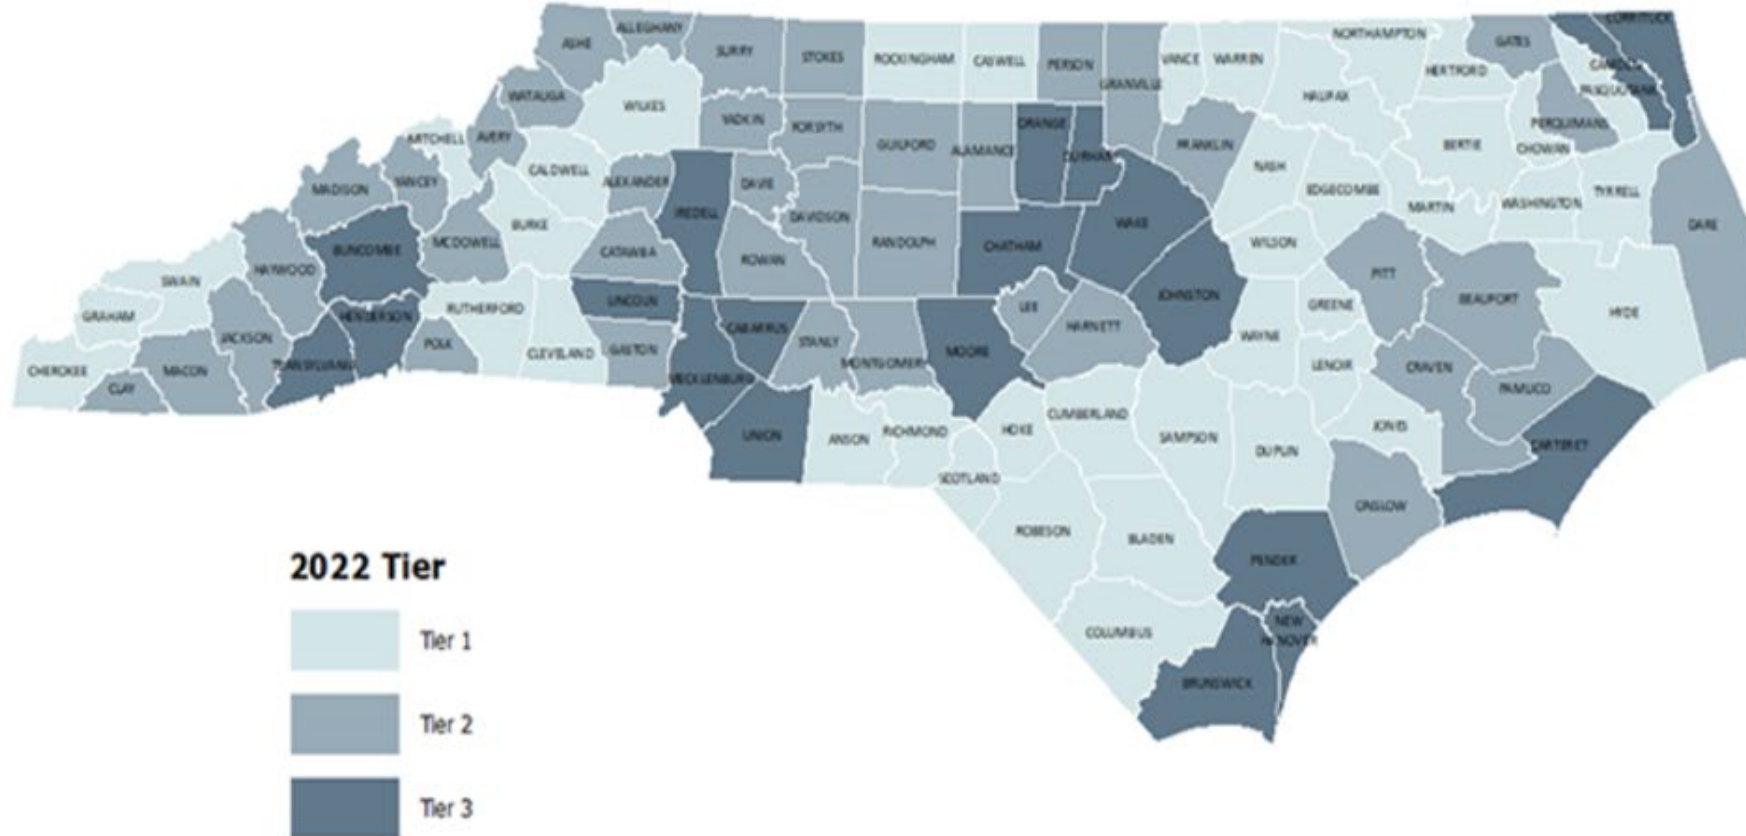 CURRITUCK
ALLEGHANY
ASHE
SURRY
STOKES
ROCKINGHAM
CASWELL
PERSON
GRANVILLE
VANCE
WARREN
NORTHAMPTON
GATES
HERTFORD
CAMDEN
PASQUOTANK
WATAUGA
WILKES
HALIFAX
YADKIN
FORSYTH
ORANGE
PERQUIMANS
MITCHELL
AVERY
GUILFORD
ALAMANCE
DURHAM
FRANKLIN
BERTIE
CHOWAN
CALDWELL
NASH
MADISON
YANCEY
ALEXANDER
DAVIE
EDGECOMBE
TYRRELL
IREDELL
DAVIDSON
MARTIN
WASHINGTON
BURKE
WAKE
DARE
BUNCOMBE
MCDOWELL
CATAWBA
ROWAN
RANDOLPH
CHATHAM
WILSON
HAYWOOD
SWAIN
PITT
LINCOLN
JOHNSTON
BEAUFORT
GRAHAM
HENDERSON
RUTHERFORD
LEE
GREENE
HYDE
JACKSON
POLK
CABARRUS
STANLY
HARNETT
WAYNE
CHEROKEE
MACON
TRANSYLVANIA
CLEVELAND
GASTON
MONTGOMERY
MOORE
LENOIR
CRAVEN
CLAY
MECKLENBURG
PAMLICO
UNION
ANSON
RICHMOND
HOKE
CUMBERLAND
SAMPSON
JONES
CARTERET
DUPLIN
SCOTLAND
ONSLOW
ROBESON
BLADEN
PENDER
COLUMBUS
NEW
HANOVER
BRUNSWICK
2022 Tier
Tier 1
Tier 2
Tier 3